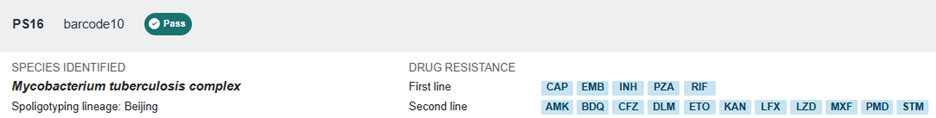 PS16 barcode10 Pass
SPECIES IDENTIFIED
Mycobacterium tuberculosis complex
Spoligotyping lineage: Beijing
DRUG RESISTANCE
First line CAP EMB INH PZA RIF
Second line AMK BDQ CFZ DLM ETO KAN LFX LZD MXF PMD STM